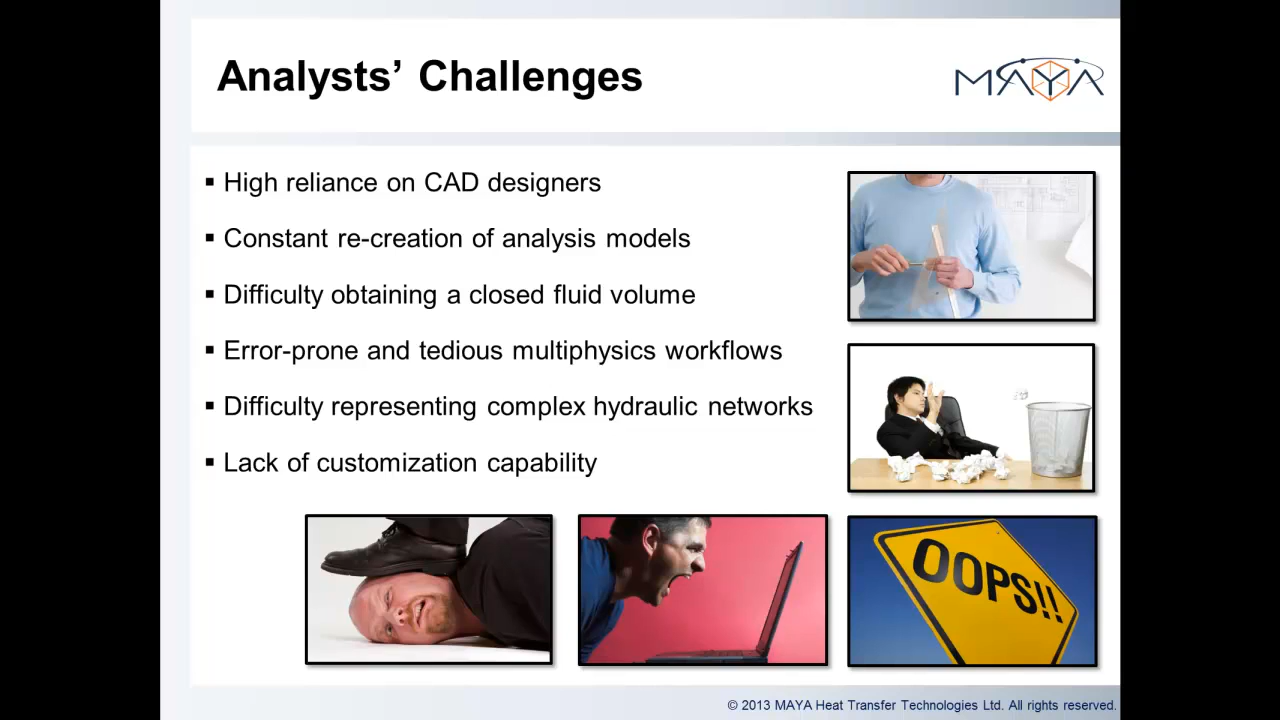 Analysts’ Challenges
MAYA
▪ High reliance on CAD designers
▪ Constant re-creation of analysis models
▪ Difficulty obtaining a closed fluid volume
▪ Error-prone and tedious multiphysics workflows
▪ Difficulty representing complex hydraulic networks
▪ Lack of customization capability
OOPS!!
© 2013 MAYA Heat Transfer Technologies Ltd. All rights reserved.